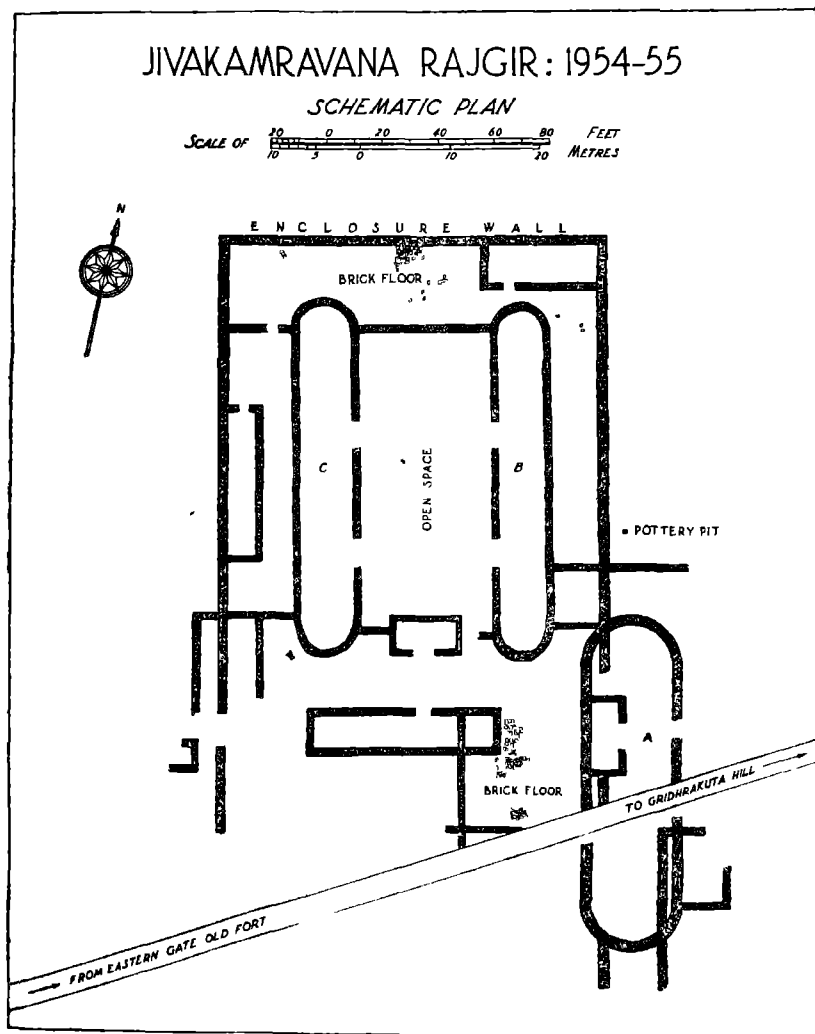 JIVAKAMRAVANA RAJGIR: 1954-55
SCHEMATIC PLAN
SCALE OF 20 0 20 40 60 80 FEET
10 5 0 10 20 METRES
N
ENCLOSURE WALL
BRICK FLOOR
C
OPEN SPACE
B
POTTERY PIT
A
BRICK FLOOR
TO GRIDHRAKUTA HILL
FROM EASTERN GATE OLD FORT